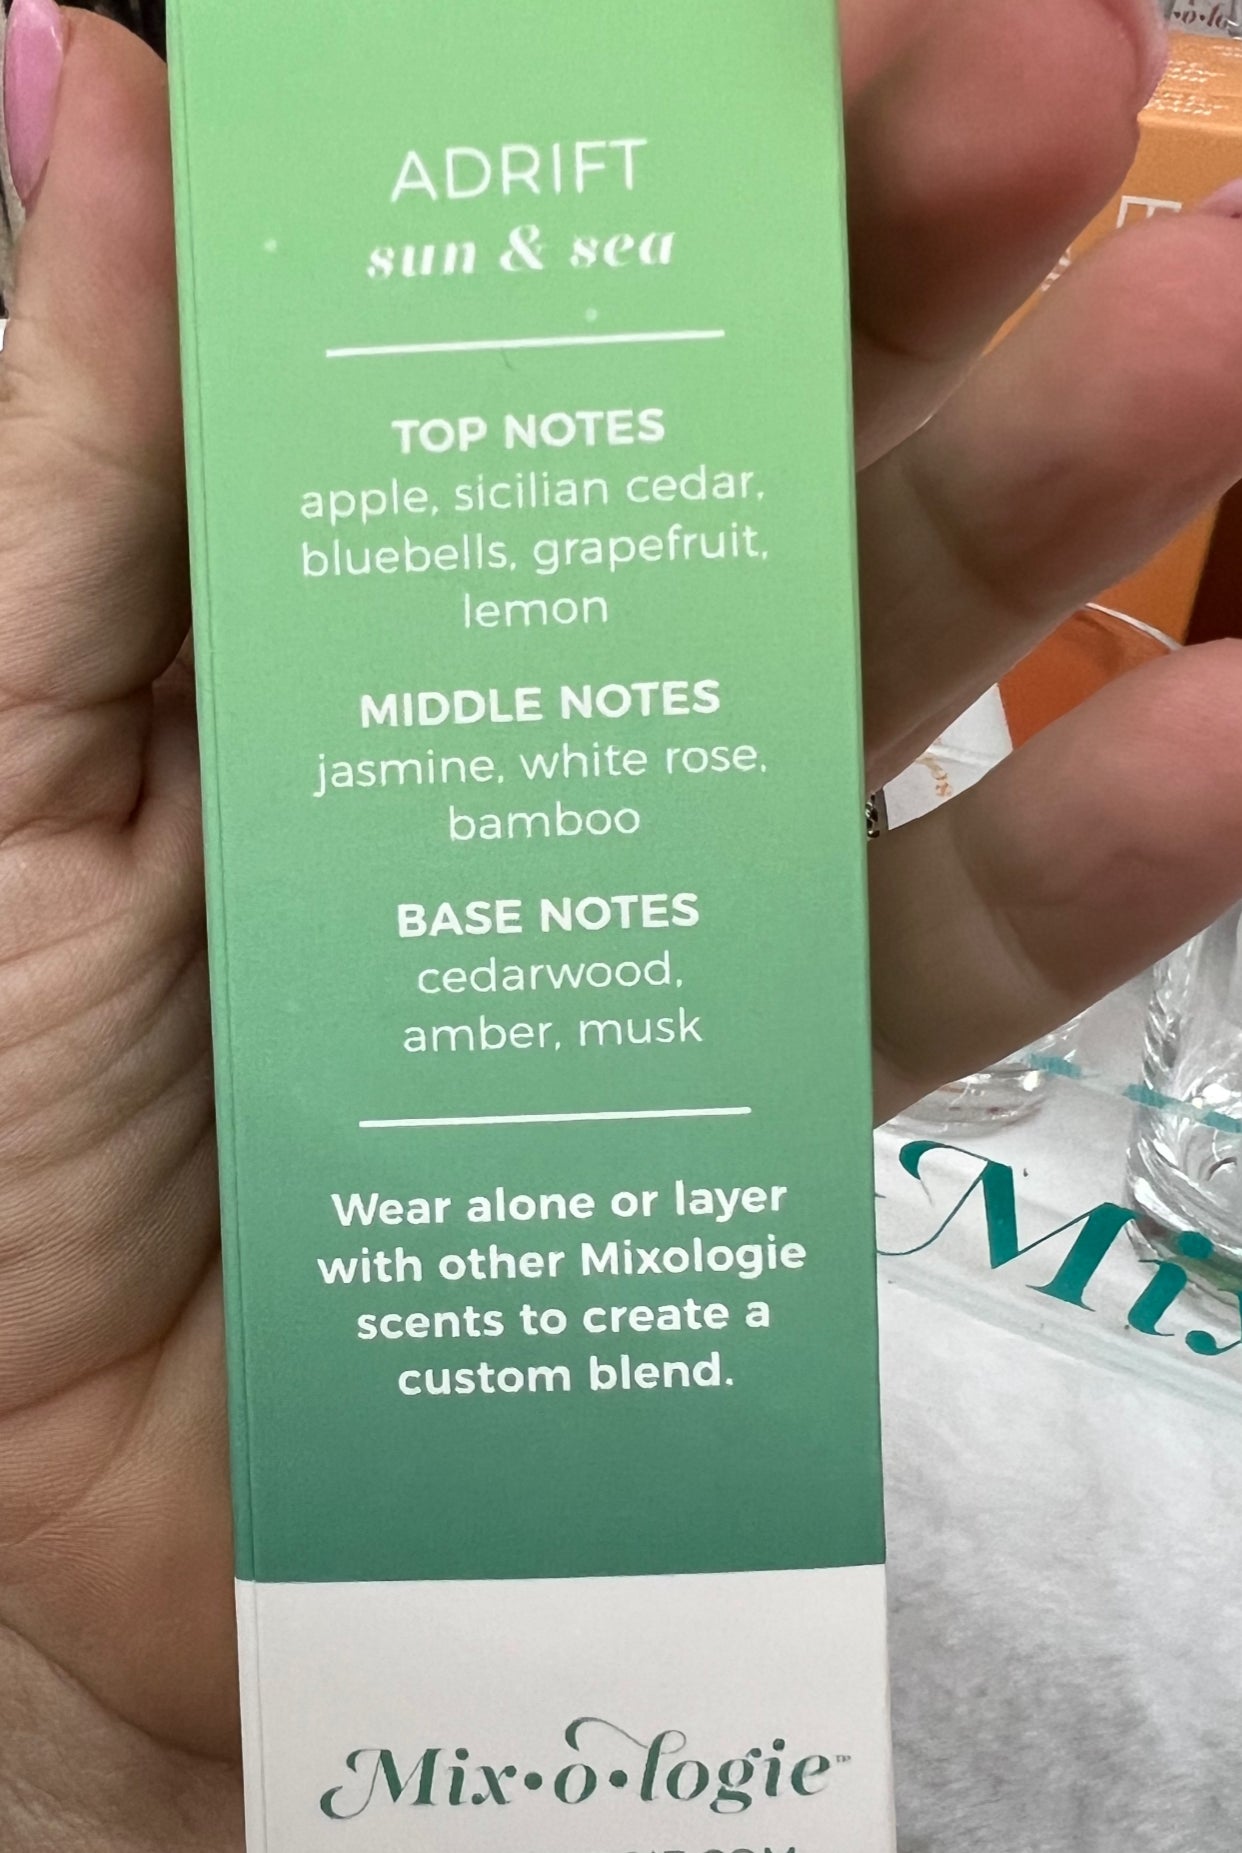 ADRIFT
sun & sea
TOP NOTES
apple, sicilian cedar,
bluebells, grapefruit,
lemon
MIDDLE NOTES
jasmine, white rose,
bamboo
BASE NOTES
cedarwood,
amber, musk
Wear alone or layer
with other Mixologie
scents to create a
custom blend.
Mix•o•logie™